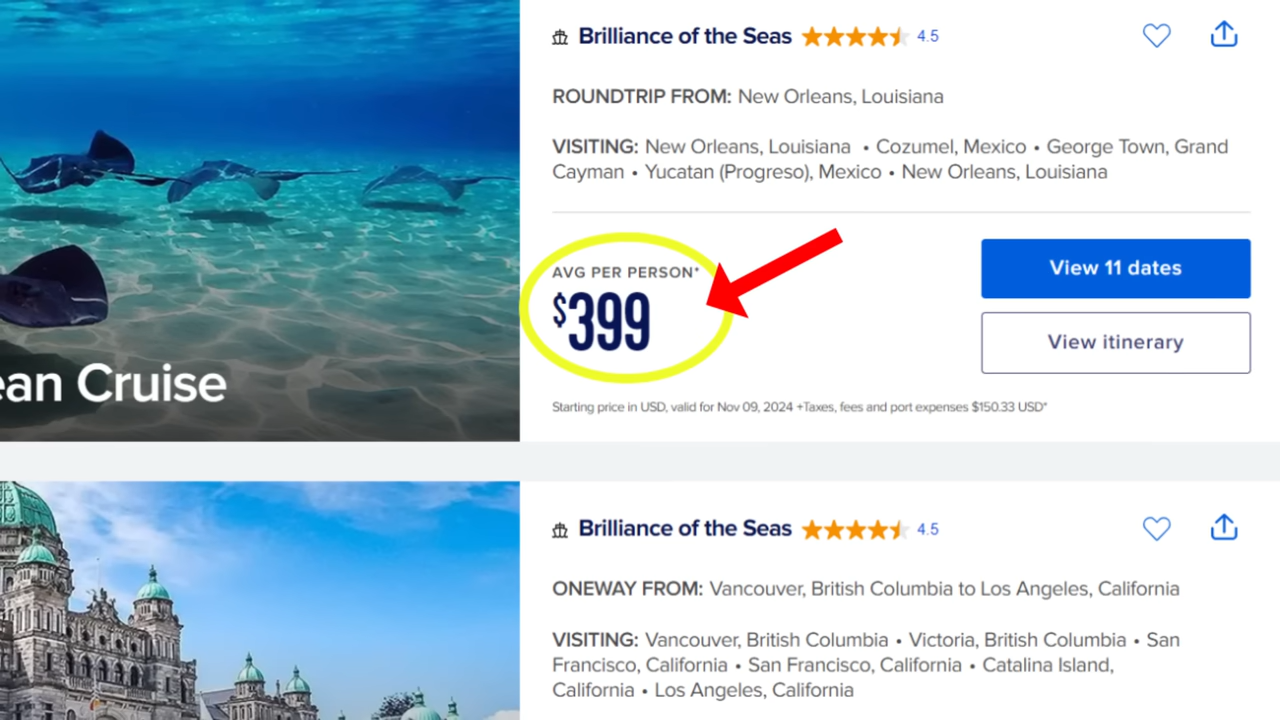 Brilliance of the Seas 4.5
ROUNDTRIP FROM: New Orleans, Louisiana
VISITING: New Orleans, Louisiana • Cozumel, Mexico • George Town, Grand
Cayman • Yucatan (Progreso), Mexico • New Orleans, Louisiana
AVG PER PERSON*
$399
View 11 dates
View itinerary
Starting price in USD, valid for Nov 09, 2024 +Taxes, fees and port expenses $150.33 USD*
Cruise
Brilliance of the Seas 4.5
ONEWAY FROM: Vancouver, British Columbia to Los Angeles, California
VISITING: Vancouver, British Columbia • Victoria, British Columbia • San
Francisco, California • San Francisco, California • Catalina Island,
California • Los Angeles, California